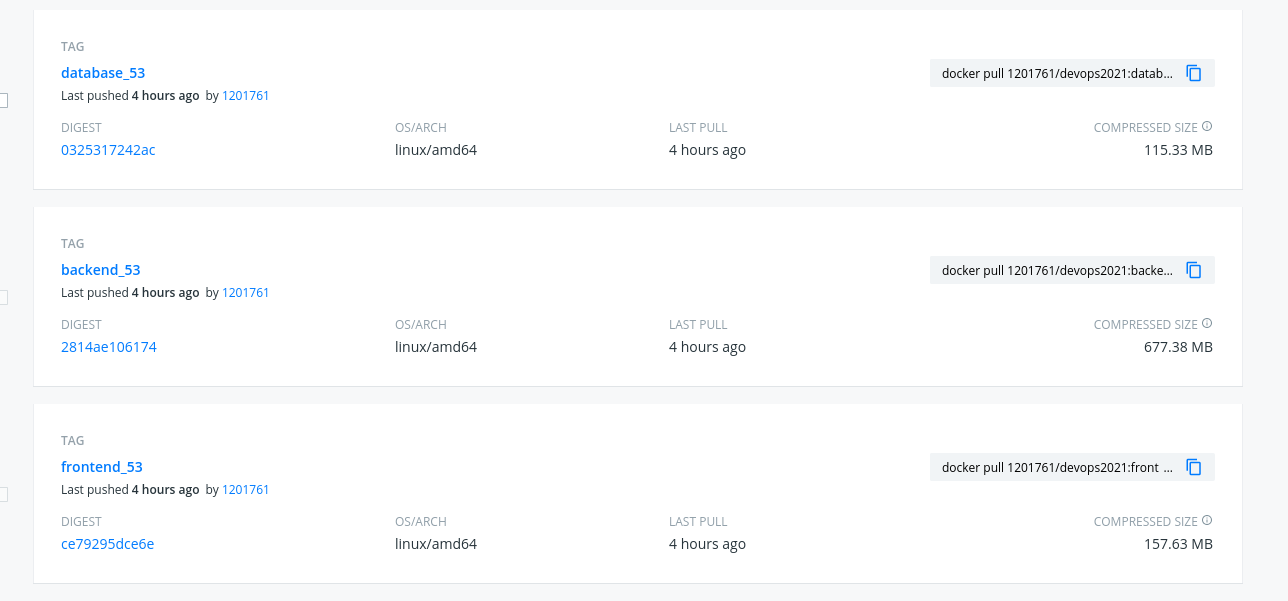 TAG
database_53
docker pull 1201761/devops2021:datab...
Last pushed 4 hours ago by 1201761
DIGEST OS/ARCH LAST PULL COMPRESSED SIZE
0325317242ac linux/amd64 4 hours ago 115.33 MB
TAG
backend_53
docker pull 1201761/devops2021:backe...
Last pushed 4 hours ago by 1201761
DIGEST OS/ARCH LAST PULL COMPRESSED SIZE
2814ae106174 linux/amd64 4 hours ago 677.38 MB
TAG
frontend_53
docker pull 1201761/devops2021:front ...
Last pushed 4 hours ago by 1201761
DIGEST OS/ARCH LAST PULL COMPRESSED SIZE
ce79295dce6e linux/amd64 4 hours ago 157.63 MB